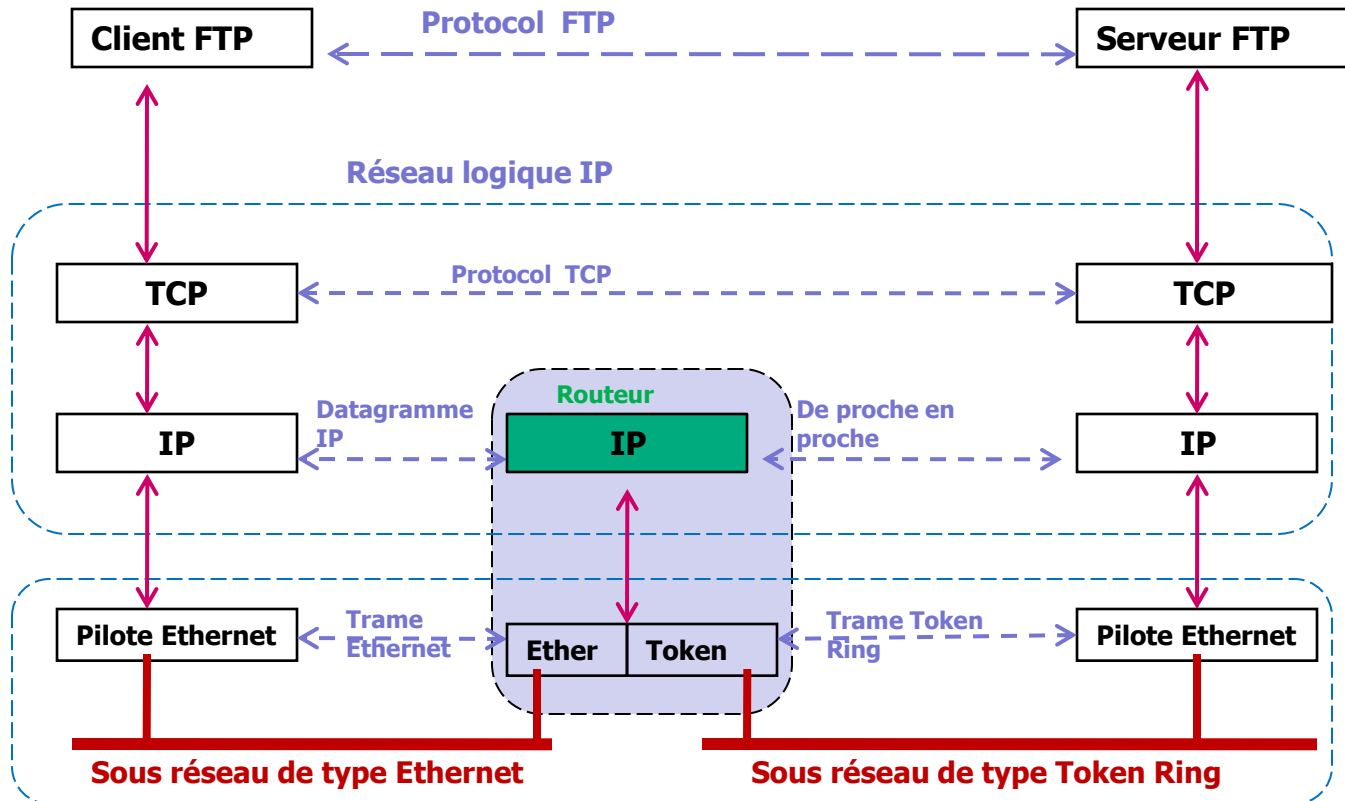 Client FTP
Protocol FTP
Serveur FTP
Réseau logique IP
TCP
Protocol TCP
TCP
Routeur
Datagramme
IP
De proche en
proche
IP
IP
IP
Pilote Ethernet
Trame
Ethernet
Ether
Token
Trame Token
Ring
Pilote Ethernet
Sous réseau de type Ethernet
Sous réseau de type Token Ring